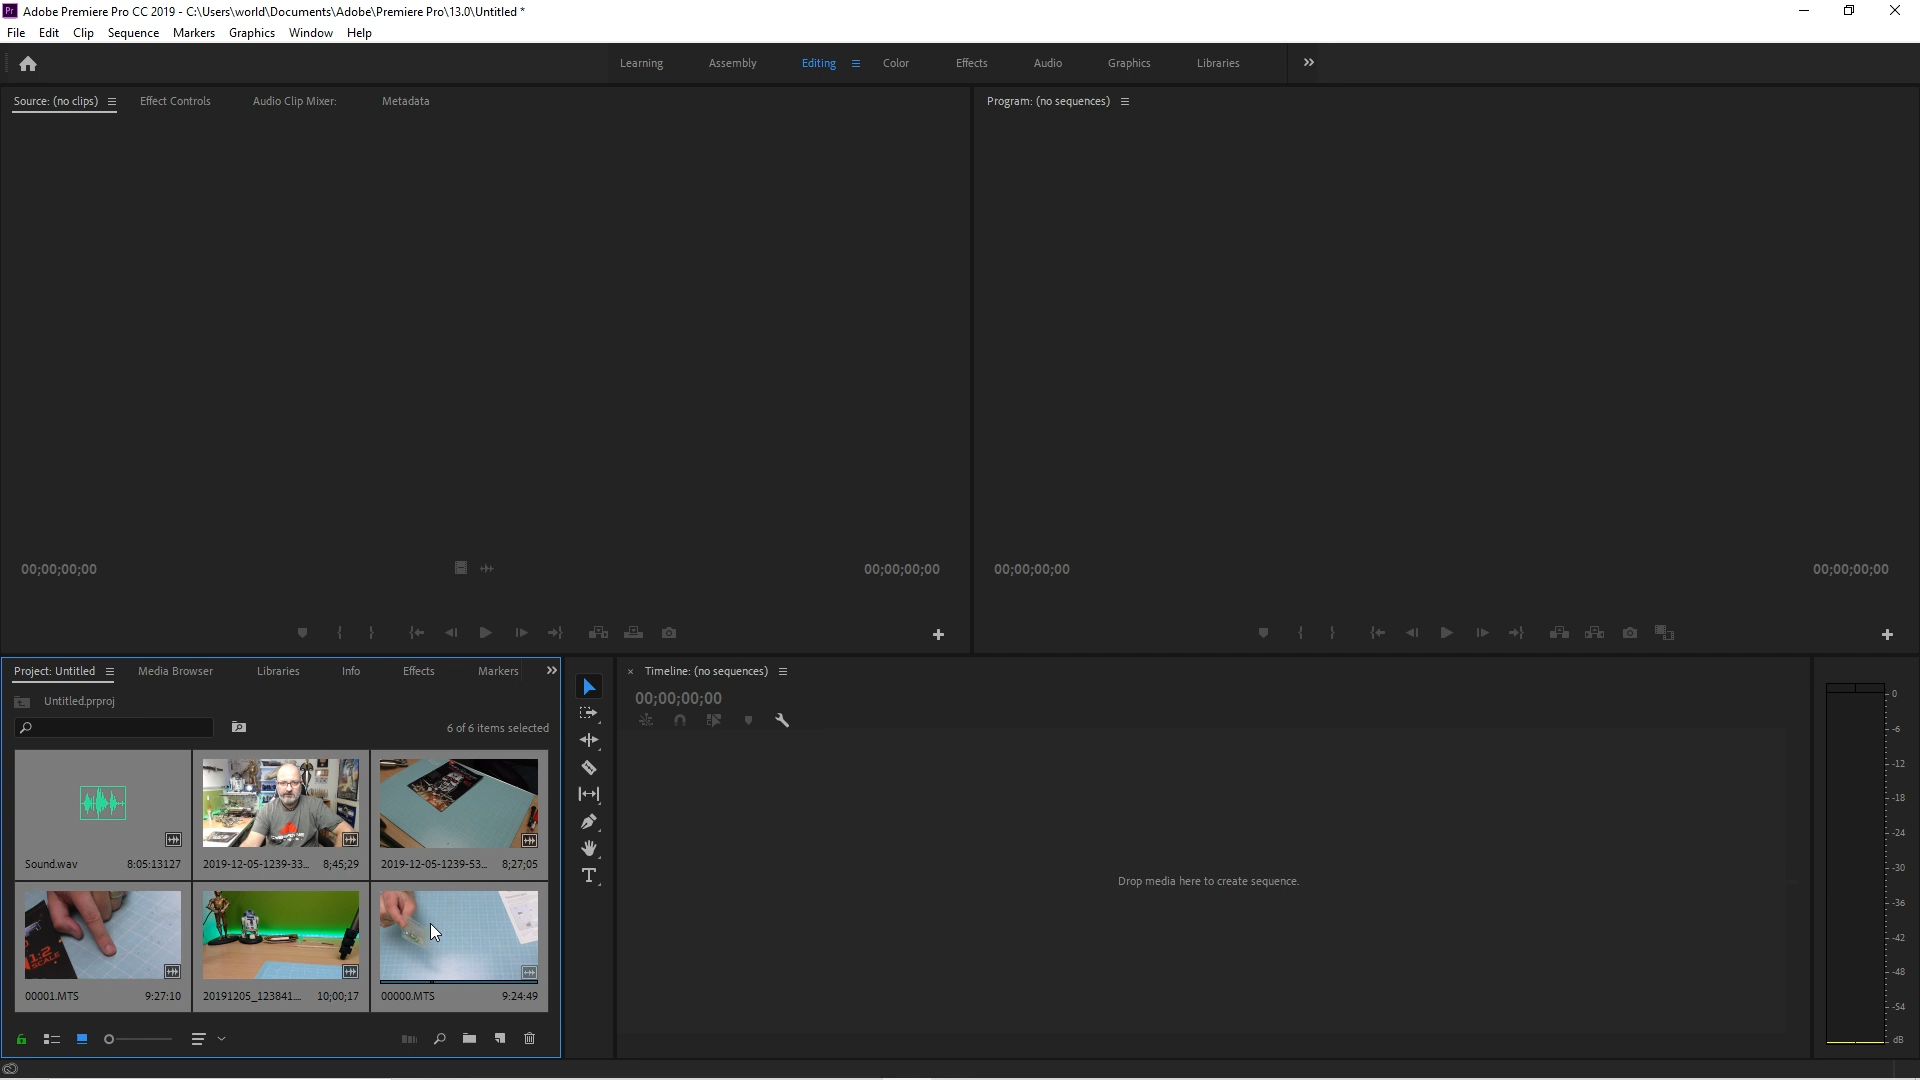 Pr Adobe Premiere Pro CC 2019 - C:\Users\world\Documents\Adobe\Premiere Pro\13.0\Untitled *
File Edit Clip Sequence Markers Graphics Window Help
Learning Assembly Editing Color Effects Audio Graphics Libraries
Source: (no clips) Effect Controls Audio Clip Mixer: Metadata
Program: (no sequences)
00;00;00;00 00;00;00;00
00;00;00;00 00;00;00;00
Project: Untitled Media Browser Libraries Info Effects Markers
Untitled.prproj
6 of 6 items selected
Sound.wav 8:05:13127
2019-12-05-1239-33... 8;45;29
2019-12-05-1239-53... 8;27;05
1:2
SCALE
00001.MTS 9:27:10
20191205_123841... 10;00;17
00000.MTS 9:24:49
Timeline: (no sequences)
00;00;00;00
Drop media here to create sequence.
0
-6
-12
-18
-24
-30
-36
-42
-48
-54
dB